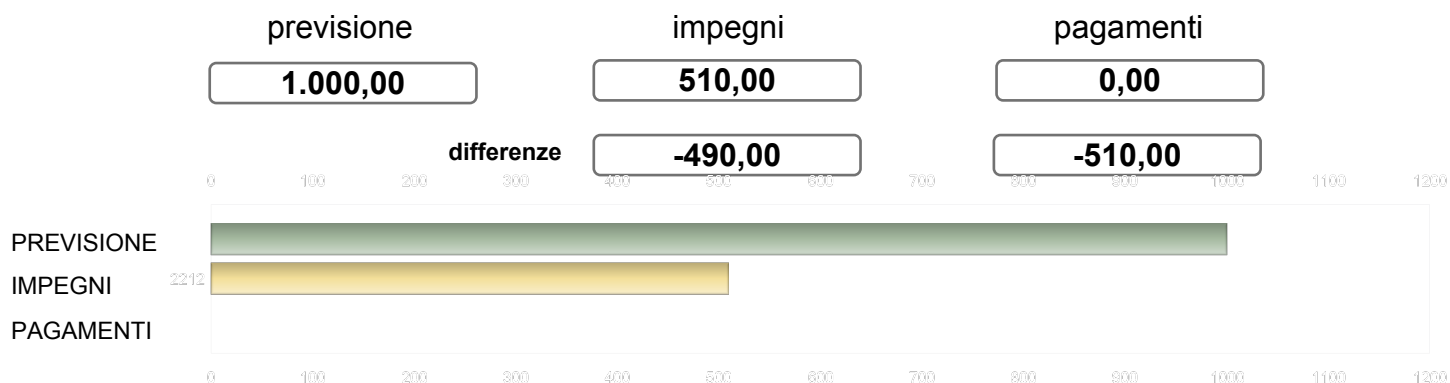 previsione impegni pagamenti
1.000,00 510,00 0,00
differenze -490,00 -510,00
0 100 200 300 400 500 600 700 800 900 1000 1100 1200
PREVISIONE
2212
IMPEGNI
PAGAMENTI
0 100 200 300 400 500 600 700 800 900 1000 1100 1200